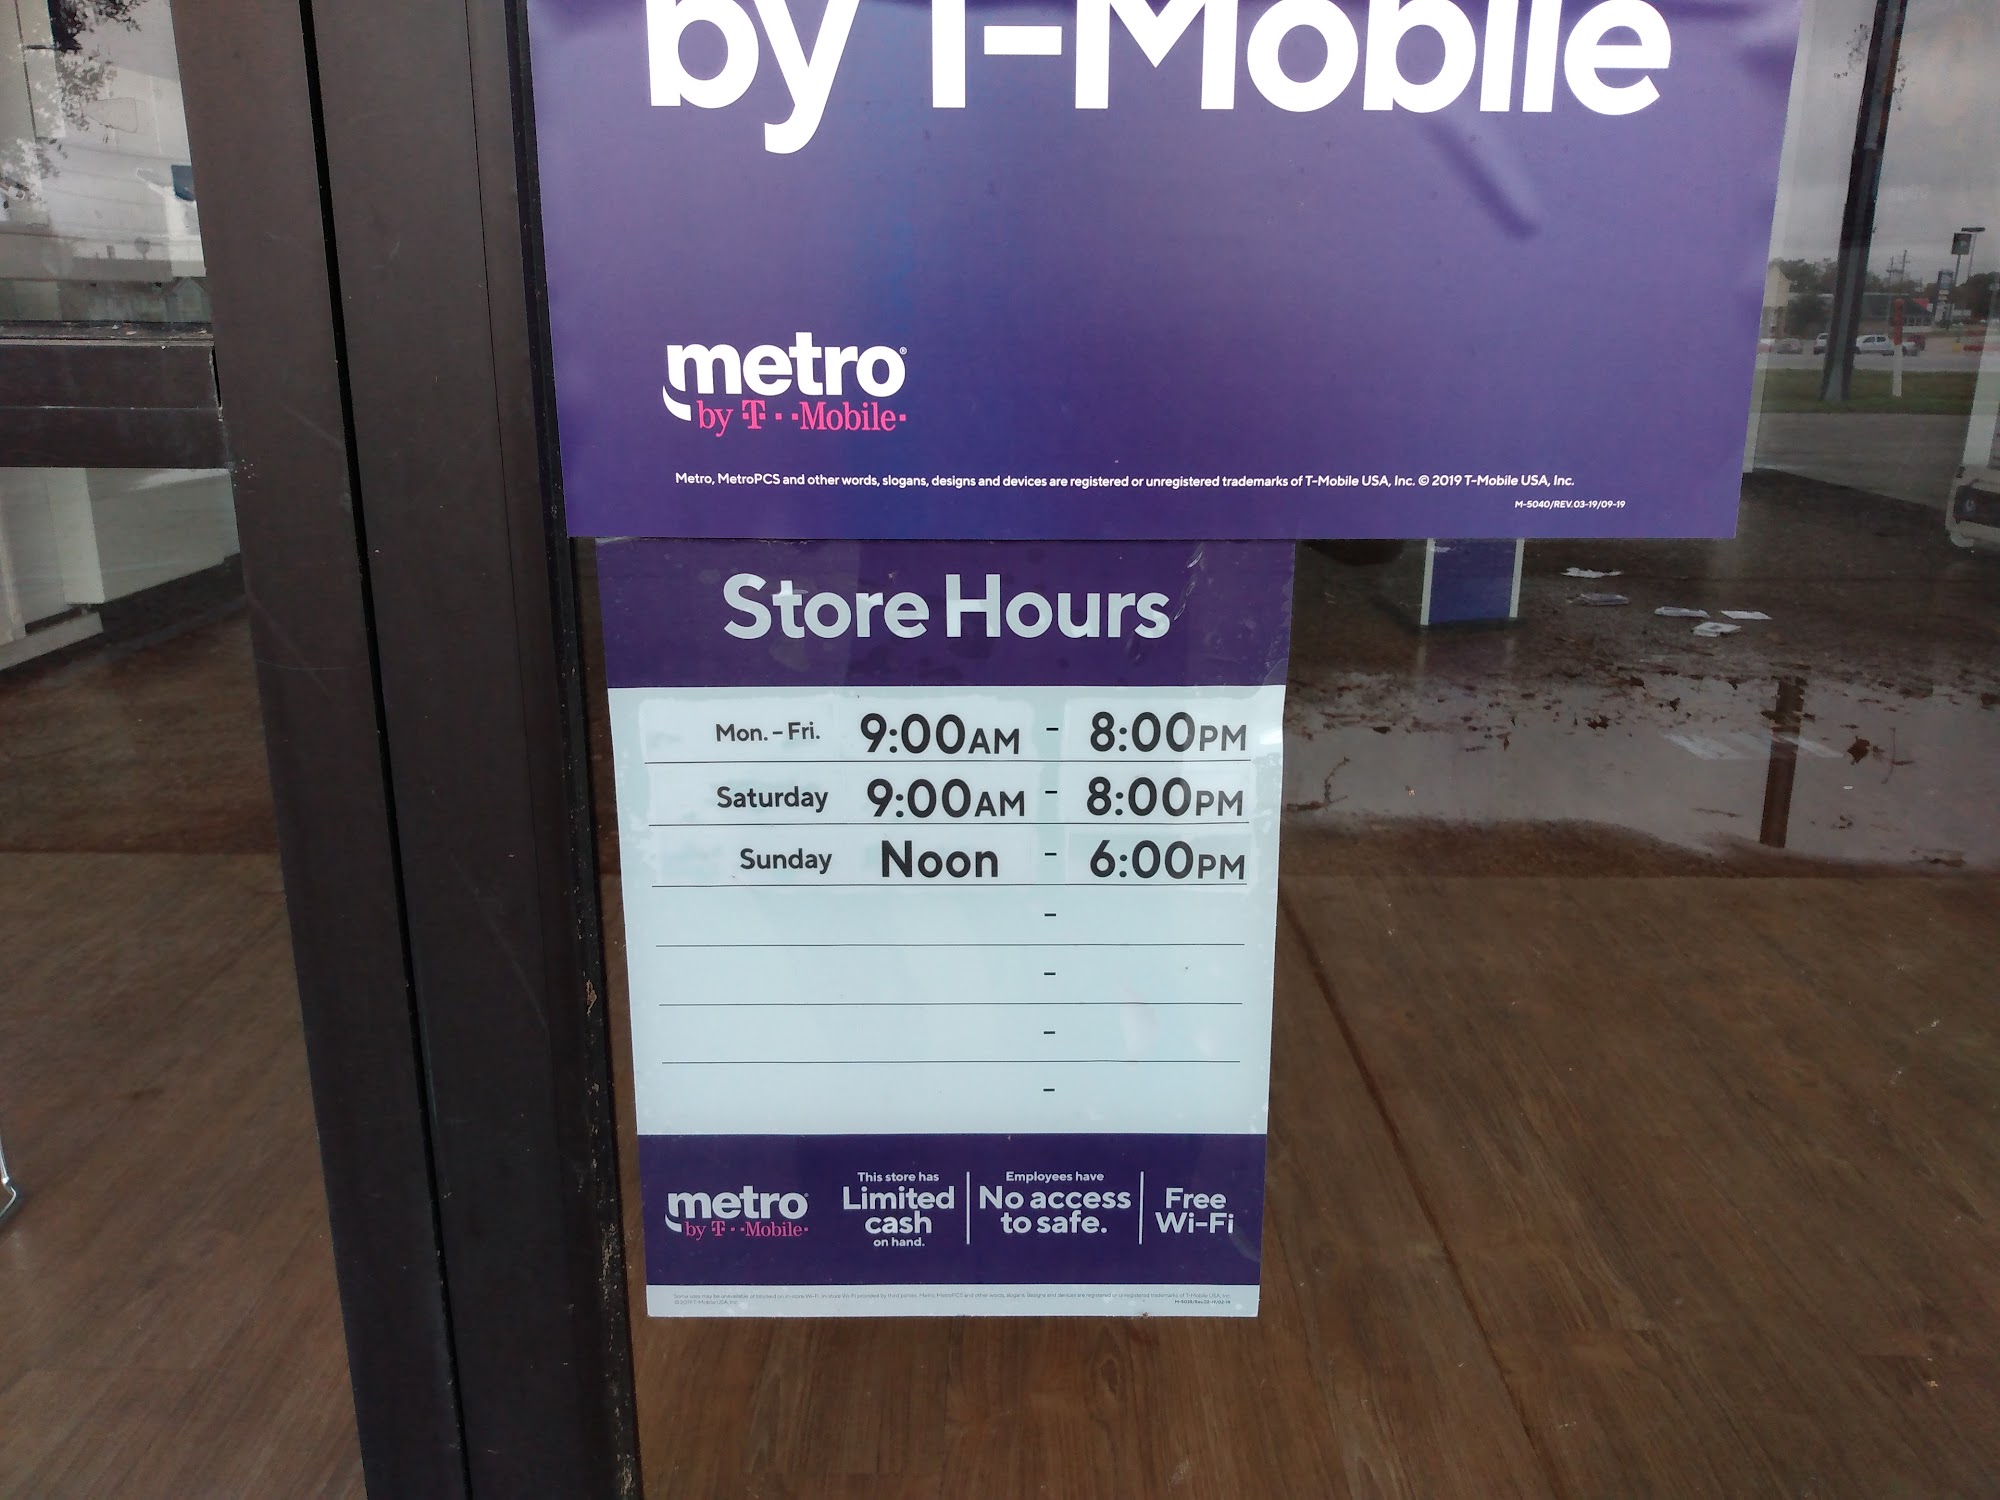 by T-Mobile
metro®
by T··Mobile·
Metro, MetroPCS and other words, slogans, designs and devices are registered or unregistered trademarks of T-Mobile USA, Inc. © 2019 T-Mobile USA, Inc.
M-5040/REV.03-19/09-19
Store Hours
Mon. – Fri. 9:00AM - 8:00PM
Saturday 9:00AM - 8:00PM
Sunday Noon - 6:00PM
-
-
-
-
metro
by T··Mobile·
This store has
Limited
cash
on hand.
Employees have
No access
to safe.
Free
Wi-Fi